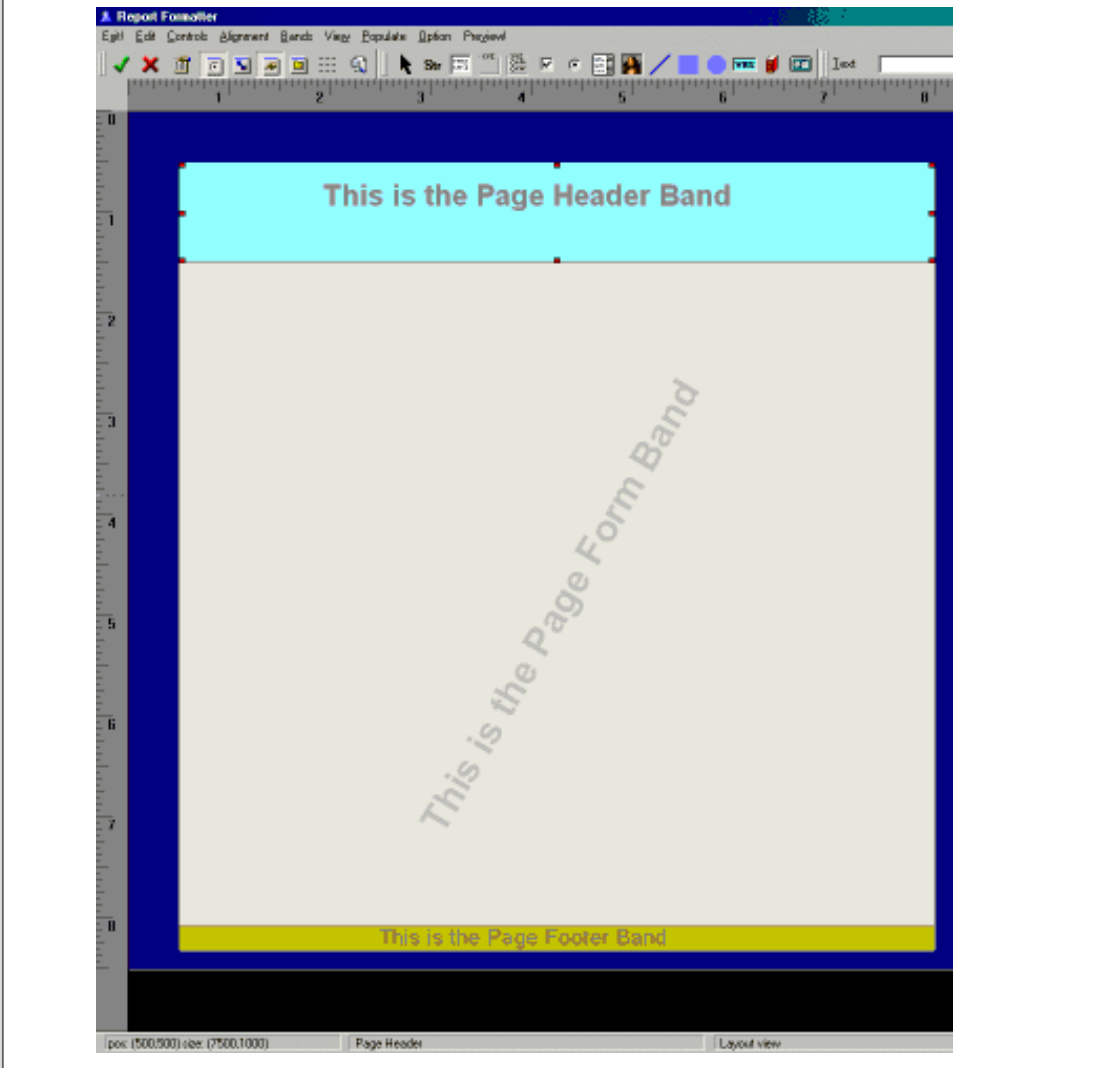 Report Formatter
Exit! Edit Controls Alignment Bands View Populate Option Preview!
Str Text
1 2 3 4 5 6 7 8
0
This is the Page Header Band
1
2
3
This is the Page Form Band
4
5
6
7
8
This is the Page Footer Band
pos: (500,500) size: (7500,1000) Page Header Layout view